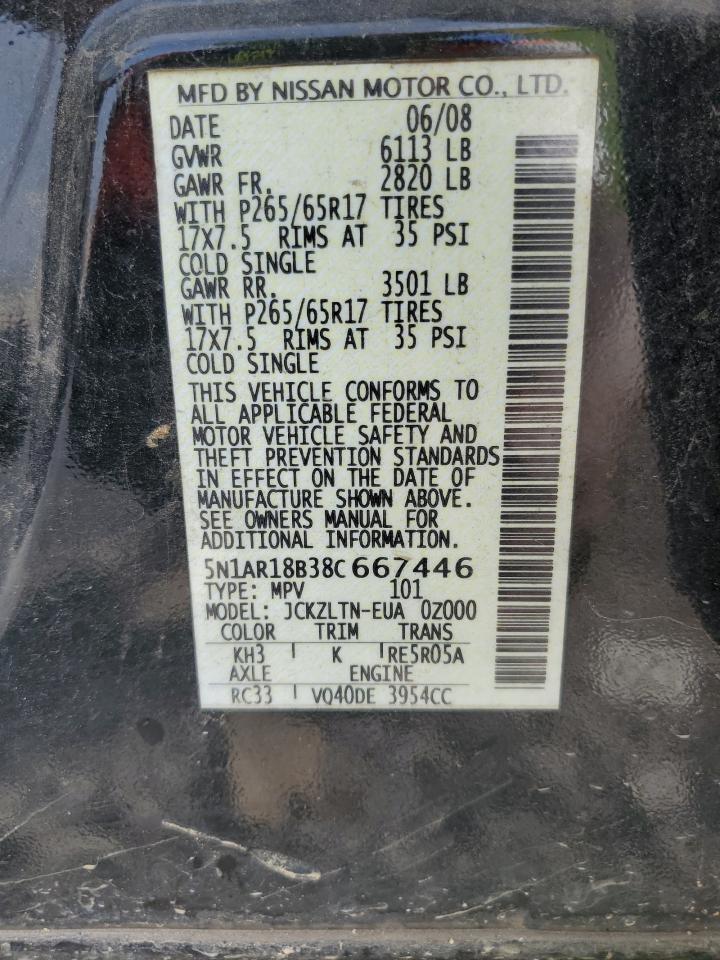 MFD BY NISSAN MOTOR CO., LTD.
DATE 06/08
GVWR 6113 LB
GAWR FR. 2820 LB
WITH P265/65R17 TIRES
17X7.5 RIMS AT 35 PSI
COLD SINGLE
GAWR RR. 3501 LB
WITH P265/65R17 TIRES
17X7.5 RIMS AT 35 PSI
COLD SINGLE
THIS VEHICLE CONFORMS TO
ALL APPLICABLE FEDERAL
MOTOR VEHICLE SAFETY AND
THEFT PREVENTION STANDARDS
IN EFFECT ON THE DATE OF
MANUFACTURE SHOWN ABOVE.
SEE OWNERS MANUAL FOR
ADDITIONAL INFORMATION.
5N1AR18B38C667446
TYPE: MPV 101
MODEL: JCKZLTN-EUA 0Z000
COLOR TRIM TRANS
KH3 K RE5R05A
AXLE ENGINE
RC33 VQ40DE 3954CC